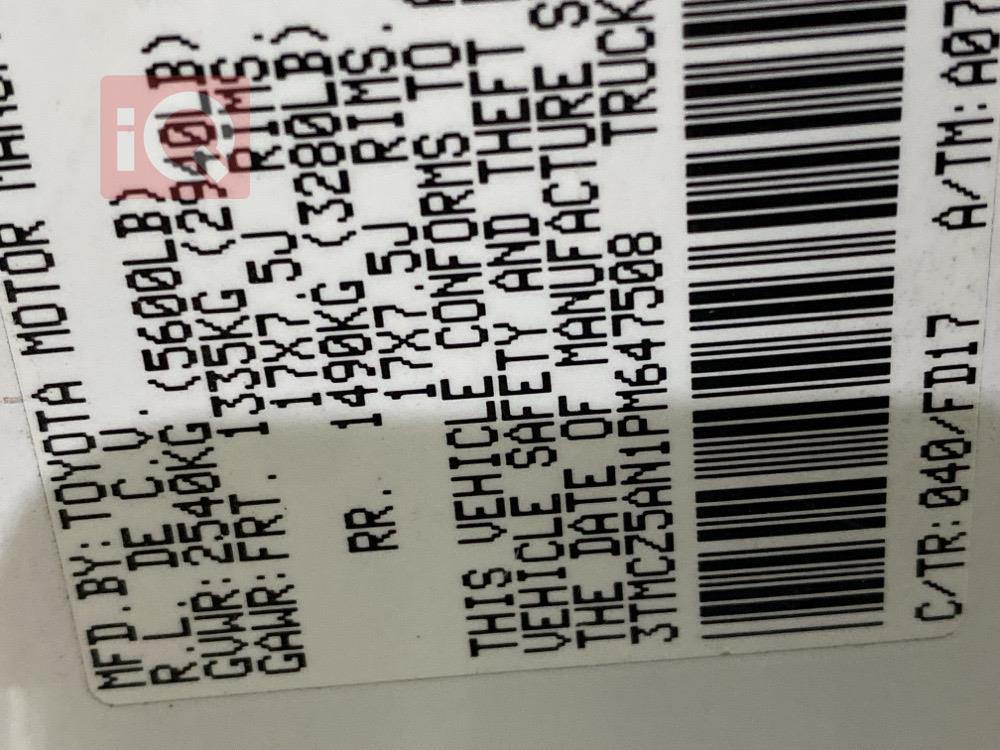 MFD.BY: TOYOTA MOTOR
R.L. DE C.V.
GVWR: 2540KG (5600LB)
GAWR: FRT. 1335KG (2940LB)
17X7.5J RIMS.
RR. 1490KG (3280LB)
17X7.5J RIMS.
THIS VEHICLE CONFORMS TO
VEHICLE SAFETY AND THEFT
THE DATE OF MANUFACTURE
3TMCZ5AN1PM647508 TRUCK
C/TR: 040/FD17 A/TM: A07
iQ